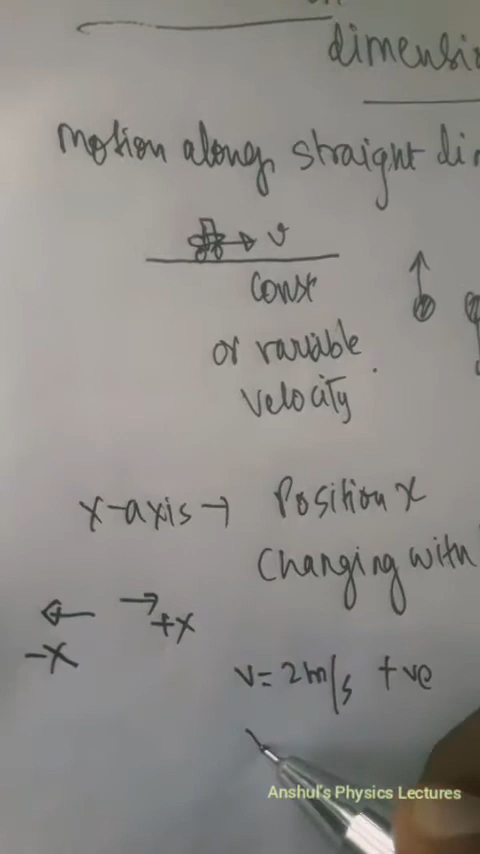 dimensi
Motion along straight li
v
const
or variable
velocity
x-axis → Position x
Changing with
-x +x
v = 2m/s +ve
Anshul's Physics Lectures